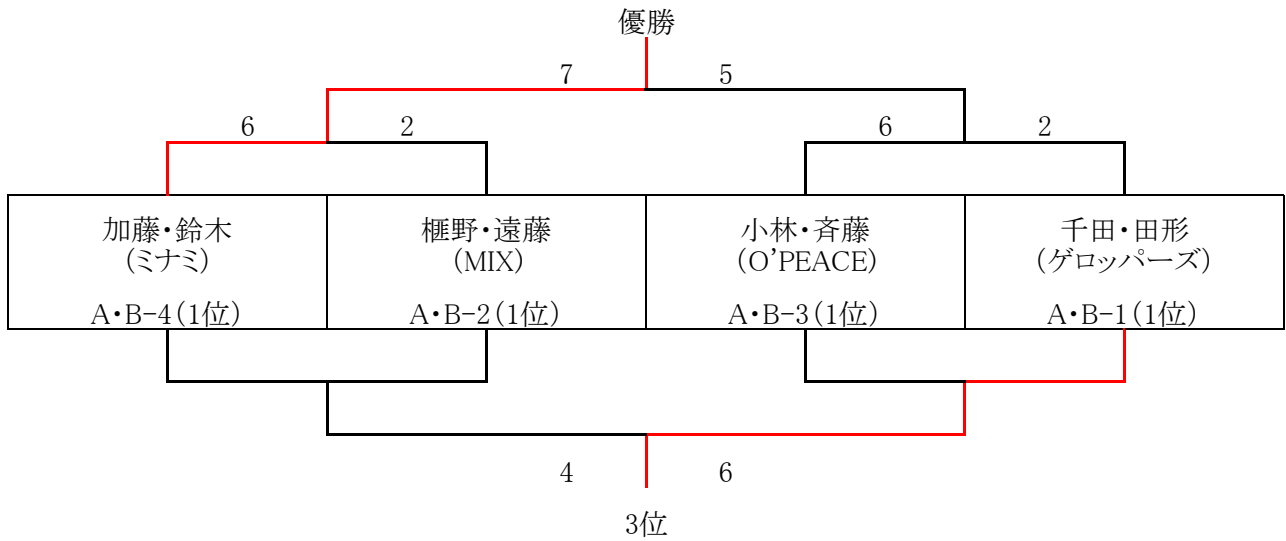 優勝
7 5
6 2 6 2
加藤・鈴木 榧野・遠藤 小林・斉藤 千田・田形
(ミナミ) (MIX) (O’PEACE) (ゲロッパーズ)
A・B-4(1位) A・B-2(1位) A・B-3(1位) A・B-1(1位)
4 6
3位